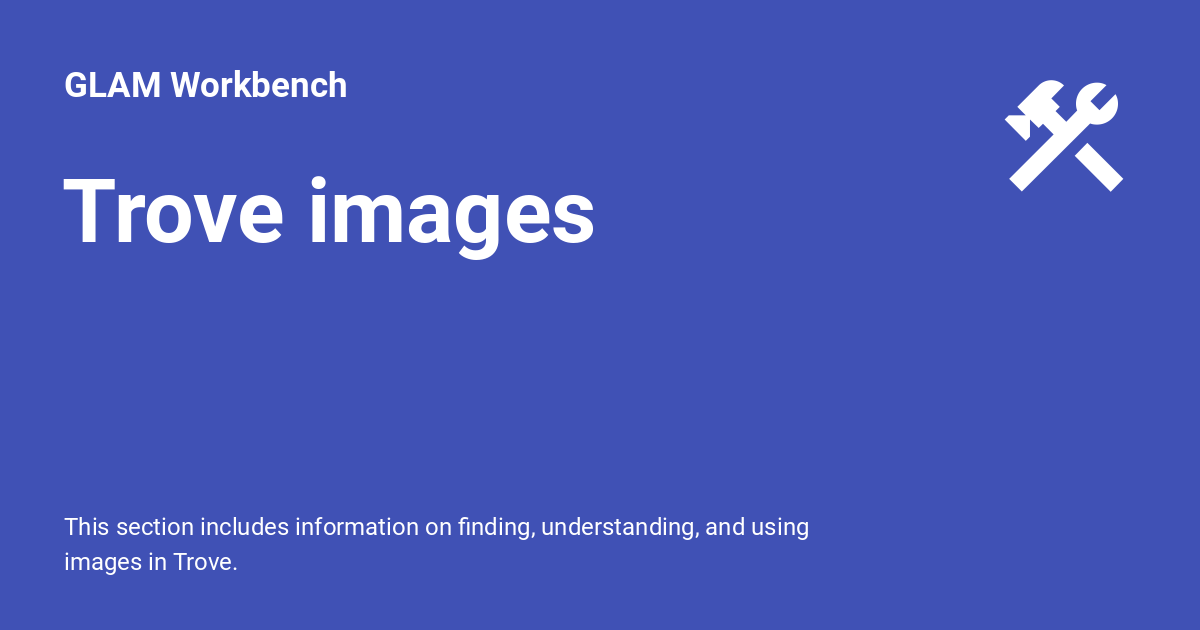 GLAM Workbench
Trove images
This section includes information on finding, understanding, and using
images in Trove.